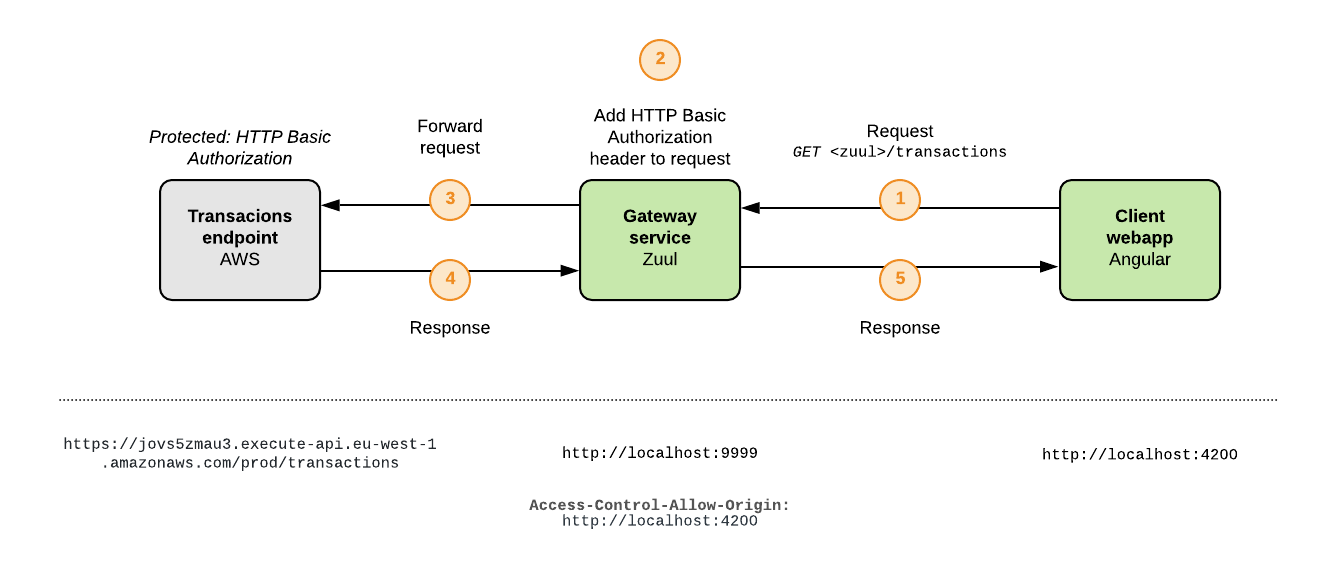 2
Protected: HTTP Basic
Authorization
Forward
request
Add HTTP Basic
Authorization
header to request
Request
GET <zuul>/transactions
3
1
Transacions
endpoint
AWS
Gateway
service
Zuul
Client
webapp
Angular
4
5
Response
Response
https://jovs5zmau3.execute-api.eu-west-1
.amazonaws.com/prod/transactions
http://localhost:9999
http://localhost:4200
Access-Control-Allow-Origin:
http://localhost:4200